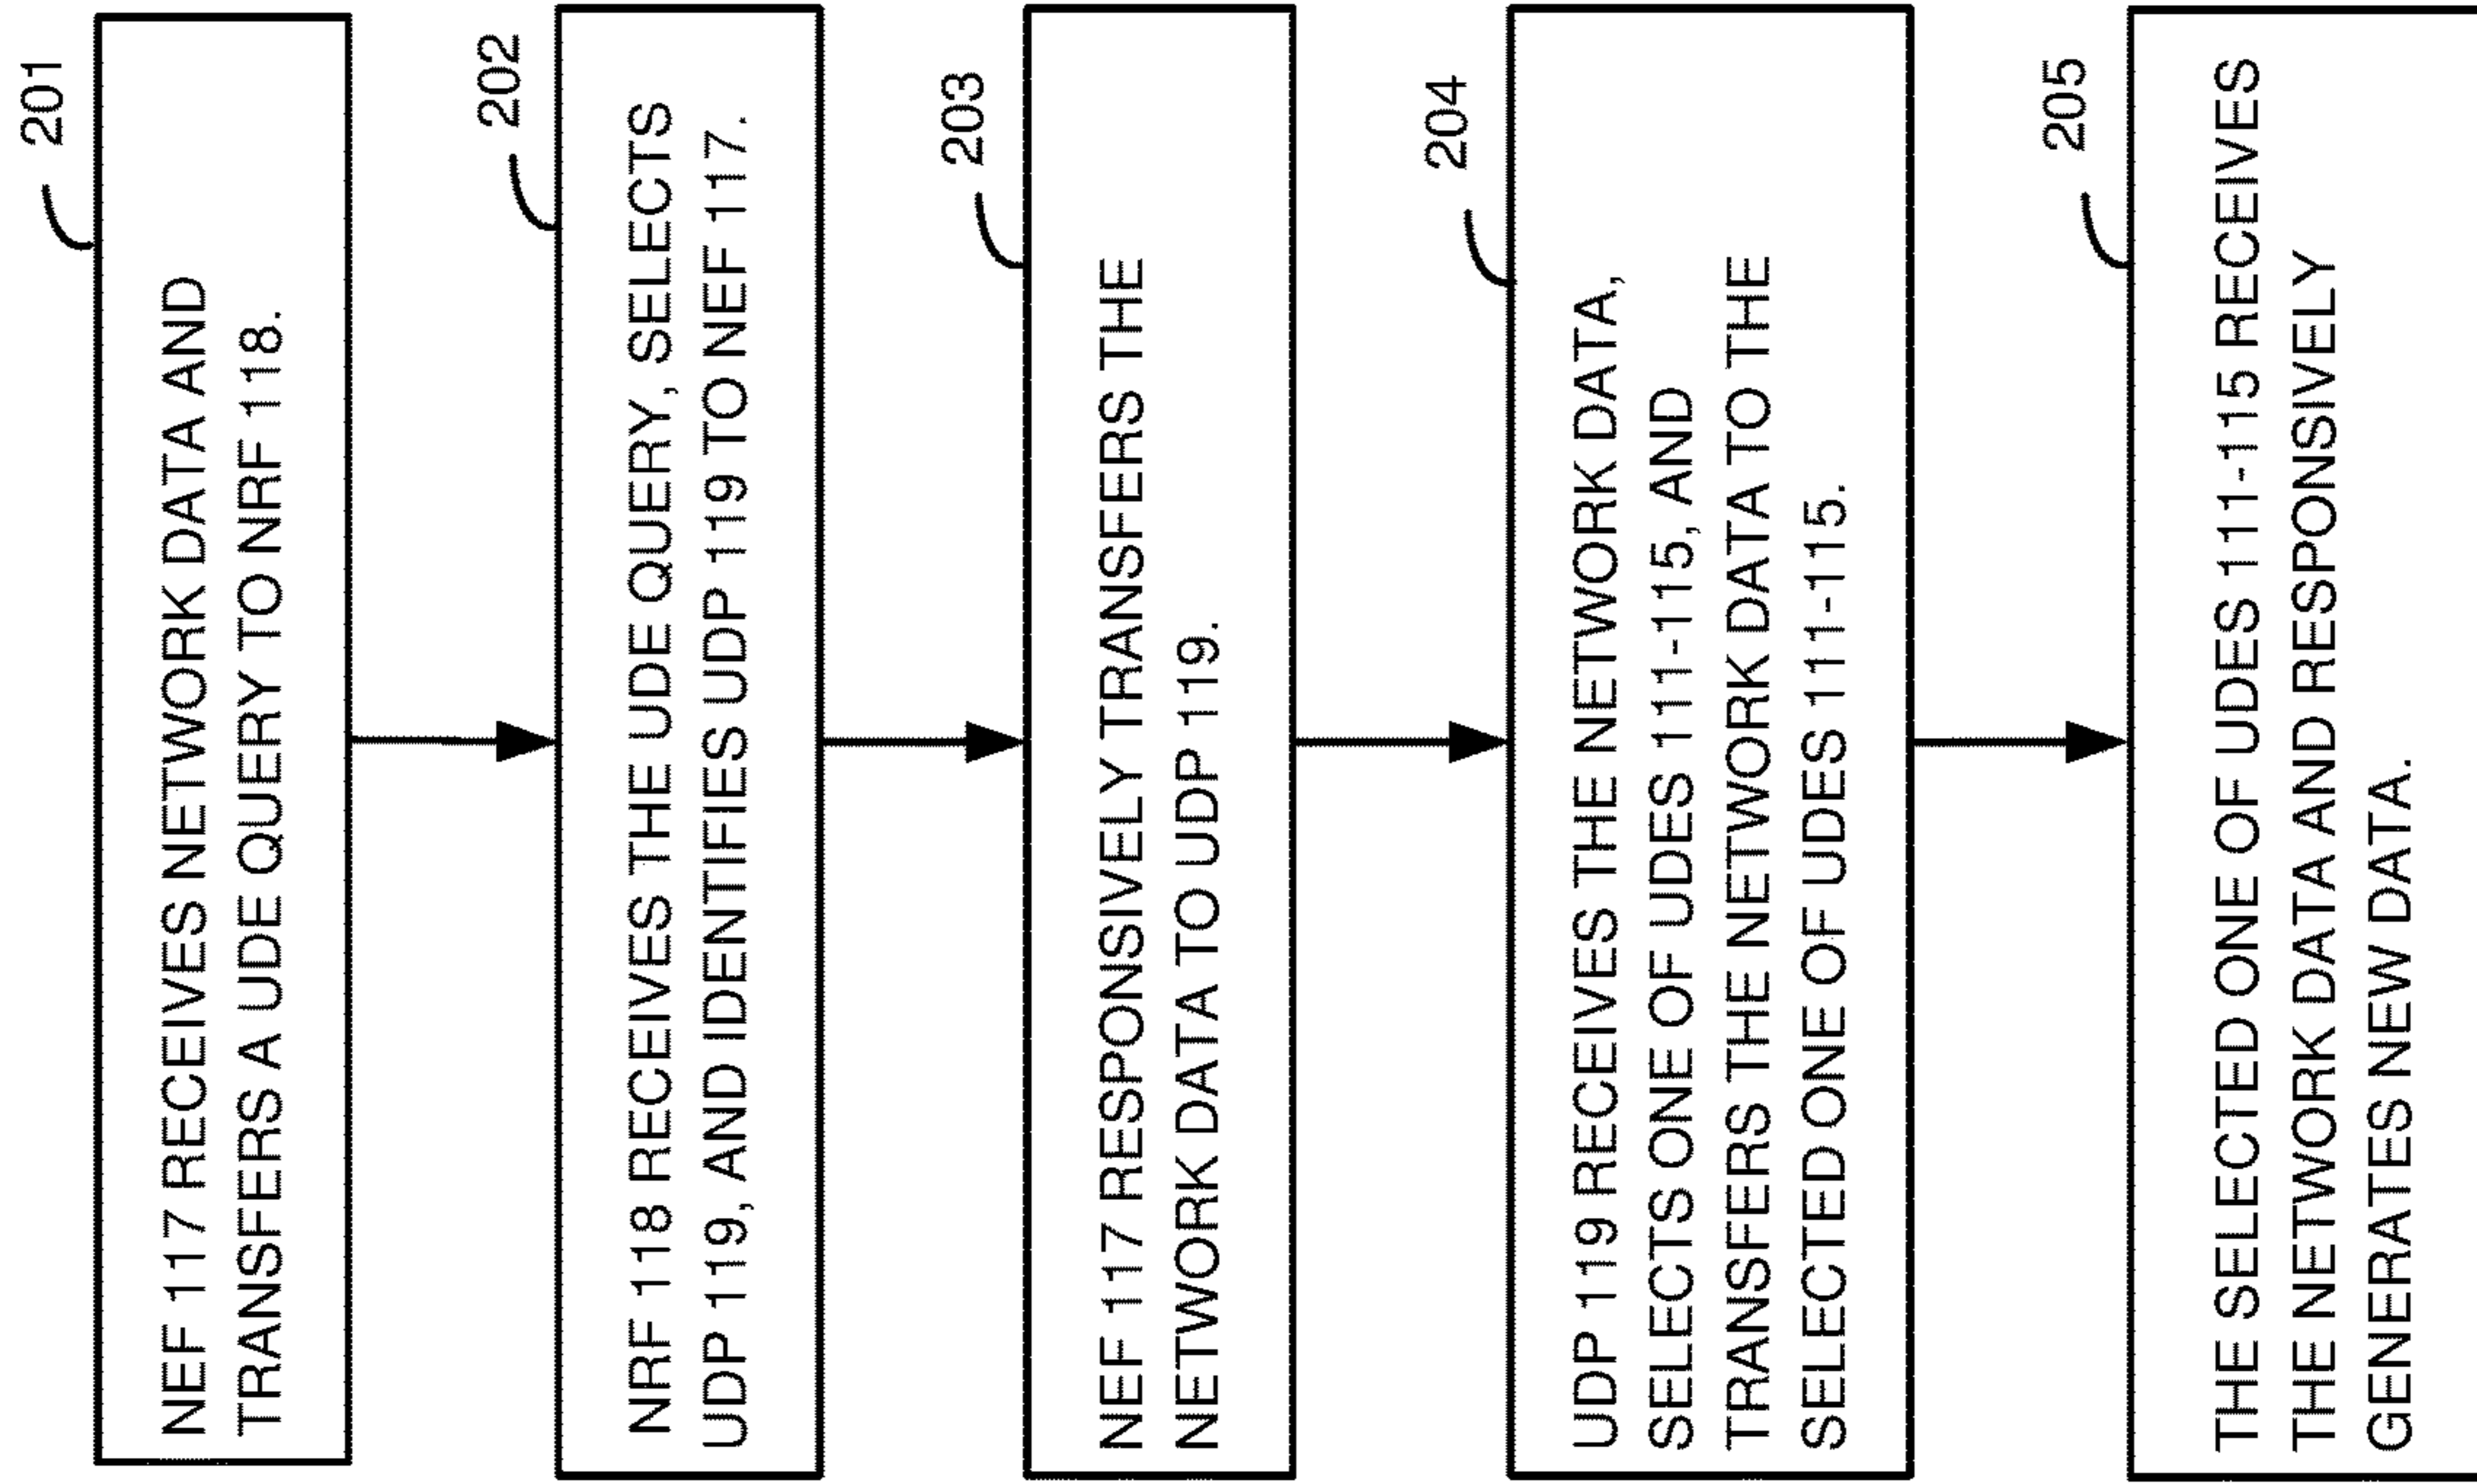 201
NEF 117 RECEIVES NETWORK DATA AND
TRANSFERS A UDE QUERY TO NRF 118.
202
NRF 118 RECEIVES THE UDE QUERY, SELECTS
UDP 119, AND IDENTIFIES UDP 119 TO NEF 117.
203
NEF 117 RESPONSIVELY TRANSFERS THE
NETWORK DATA TO UDP 119.
204
UDP 119 RECEIVES THE NETWORK DATA,
SELECTS ONE OF UDES 111-115, AND
TRANSFERS THE NETWORK DATA TO THE
SELECTED ONE OF UDES 111-115.
205
THE SELECTED ONE OF UDES 111-115 RECEIVES
THE NETWORK DATA AND RESPONSIVELY
GENERATES NEW DATA.